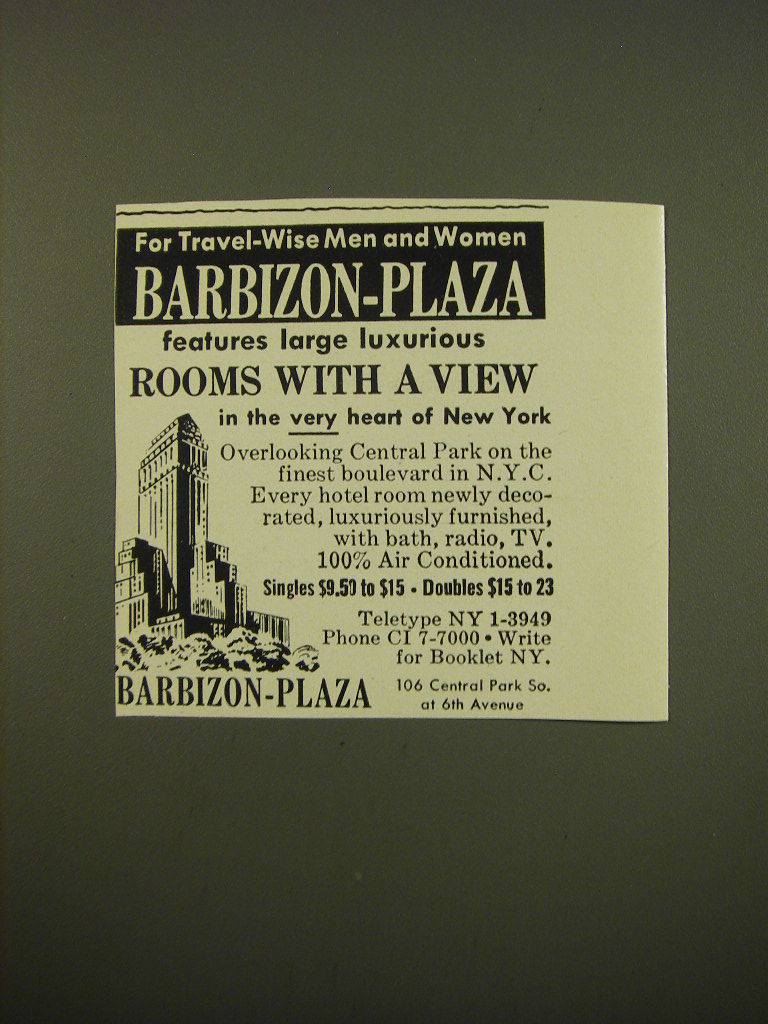 For Travel-Wise Men and Women
BARBIZON-PLAZA
features large luxurious
ROOMS WITH A VIEW
in the very heart of New York
Overlooking Central Park on the
finest boulevard in N.Y.C.
Every hotel room newly deco-
rated, luxuriously furnished,
with bath, radio, TV.
100% Air Conditioned.
Singles $9.50 to $15 • Doubles $15 to 23
Teletype NY 1-3949
Phone CI 7-7000 • Write
for Booklet NY.
BARBIZON-PLAZA
106 Central Park So.
at 6th Avenue